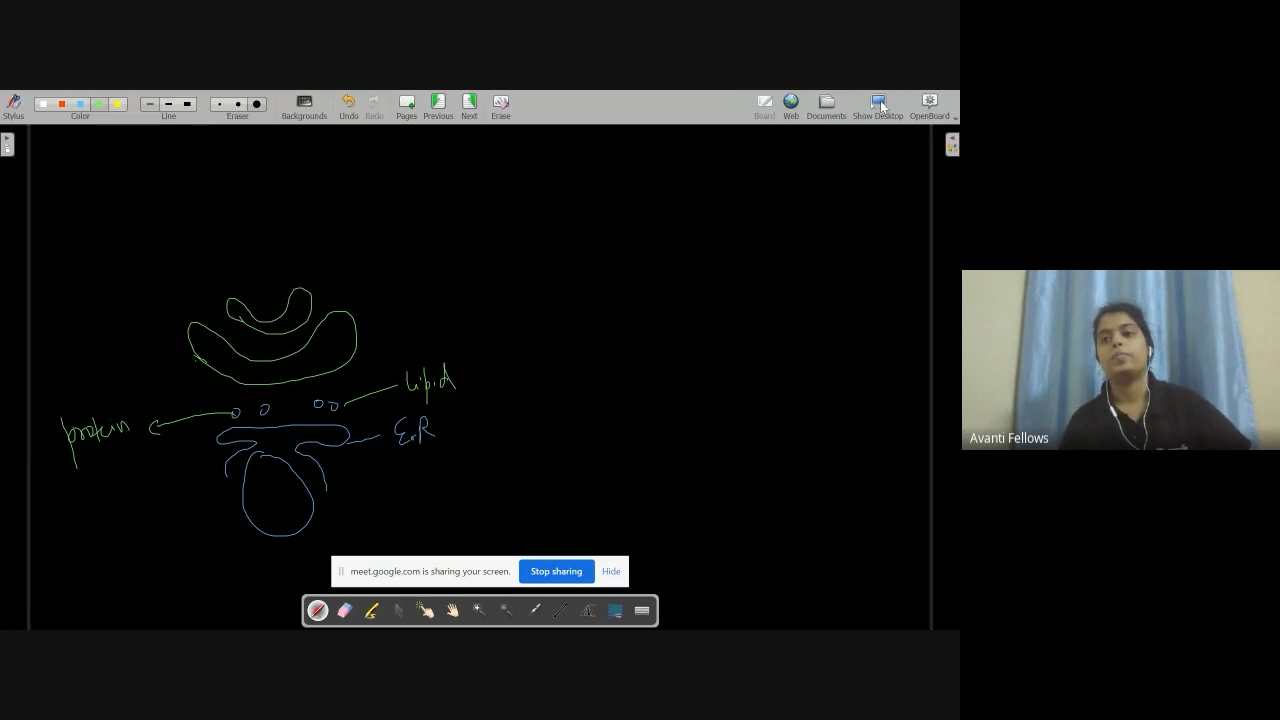 Stylus
Color
Line
Eraser
Backgrounds
Undo
Redo
Pages
Previous
Next
Erase
Board
Web
Documents
Show Desktop
OpenBoard
Lipid
protein
E.R
Avanti Fellows
meet.google.com is sharing your screen.
Stop sharing
Hide